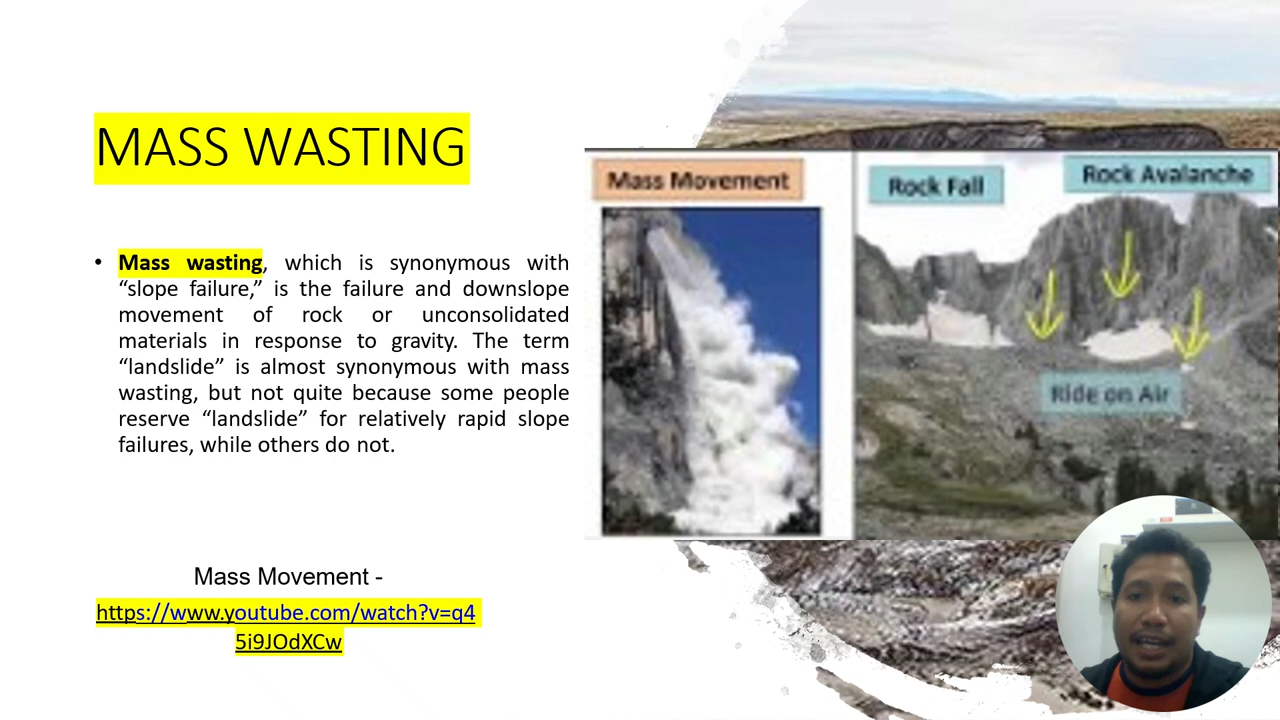 MASS WASTING
• Mass wasting, which is synonymous with
“slope failure,” is the failure and downslope
movement of rock or unconsolidated
materials in response to gravity. The term
“landslide” is almost synonymous with mass
wasting, but not quite because some people
reserve “landslide” for relatively rapid slope
failures, while others do not.
Mass Movement -
https://www.youtube.com/watch?v=q4
5i9JOdXCw
Mass Movement
Rock Fall
Rock Avalanche
Ride on Air